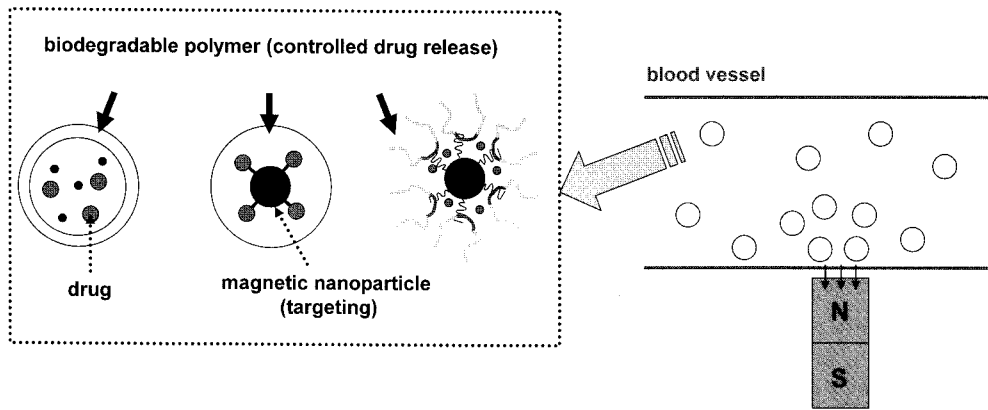 biodegradable polymer (controlled drug release)
blood vessel
drug
magnetic nanoparticle
(targeting)
N
S